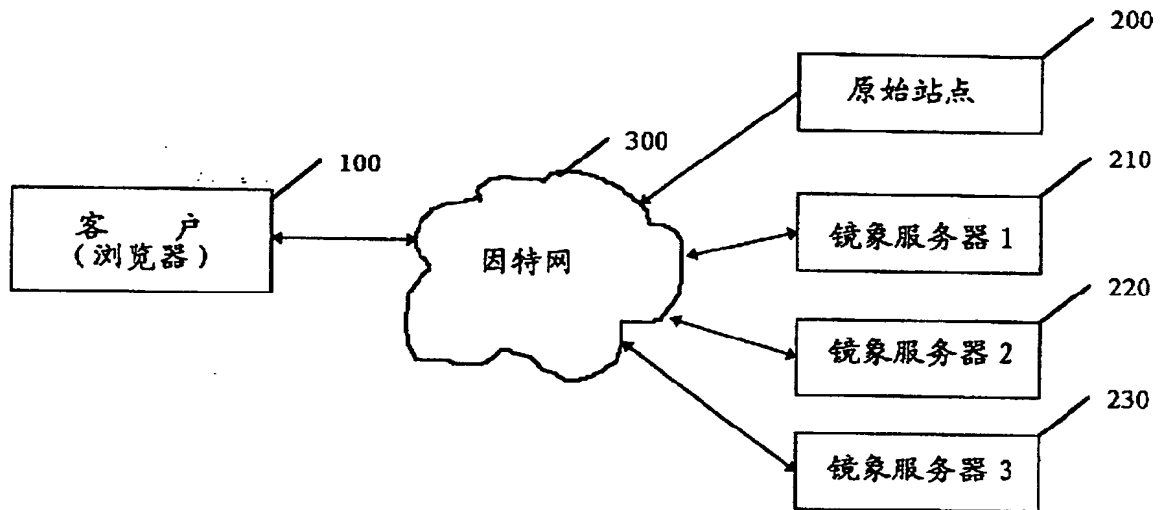 200
原始站点
300
210
100
客 户
(浏览器)
因特网
镜象服务器 1
220
镜象服务器 2
230
镜象服务器 3